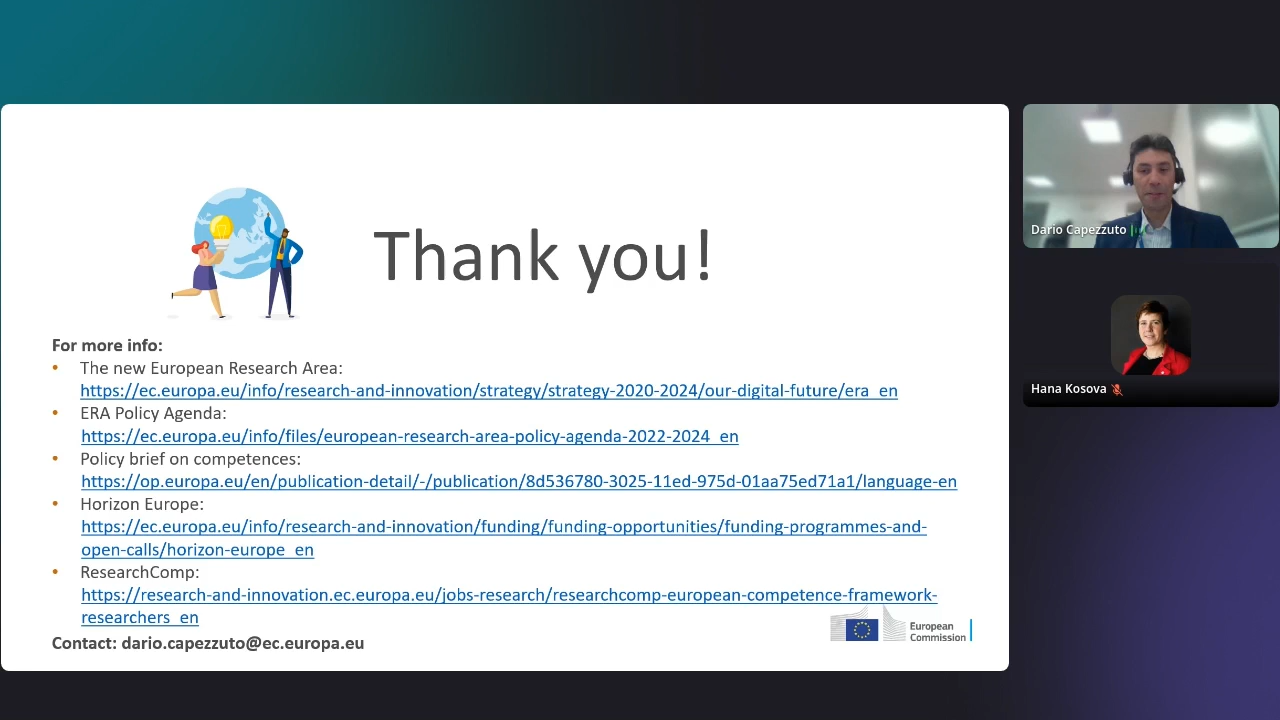 Thank you!
For more info:
• The new European Research Area:
https://ec.europa.eu/info/research-and-innovation/strategy/strategy-2020-2024/our-digital-future/era_en
• ERA Policy Agenda:
https://ec.europa.eu/info/files/european-research-area-policy-agenda-2022-2024_en
• Policy brief on competences:
https://op.europa.eu/en/publication-detail/-/publication/8d536780-3025-11ed-975d-01aa75ed71a1/language-en
• Horizon Europe:
https://ec.europa.eu/info/research-and-innovation/funding/funding-opportunities/funding-programmes-and-
open-calls/horizon-europe_en
• ResearchComp:
https://research-and-innovation.ec.europa.eu/jobs-research/researchcomp-european-competence-framework-
researchers_en
Contact: dario.capezzuto@ec.europa.eu
European
Commission
Dario Capezzuto
Hana Kosova